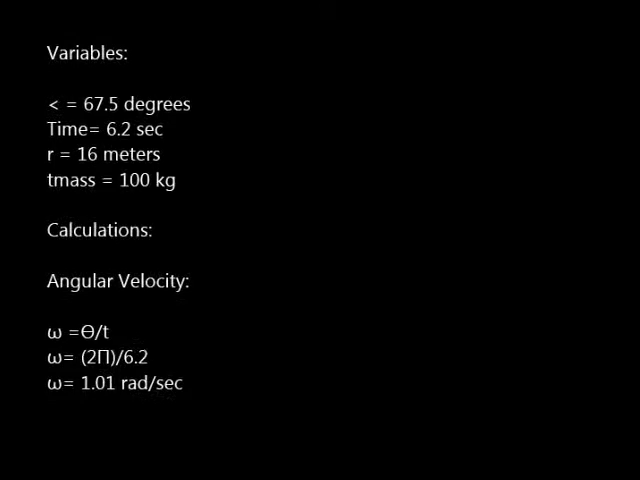 Variables:
< = 67.5 degrees
Time= 6.2 sec
r = 16 meters
tmass = 100 kg
Calculations:
Angular Velocity:
ω =Ө/t
ω= (2Π)/6.2
ω= 1.01 rad/sec